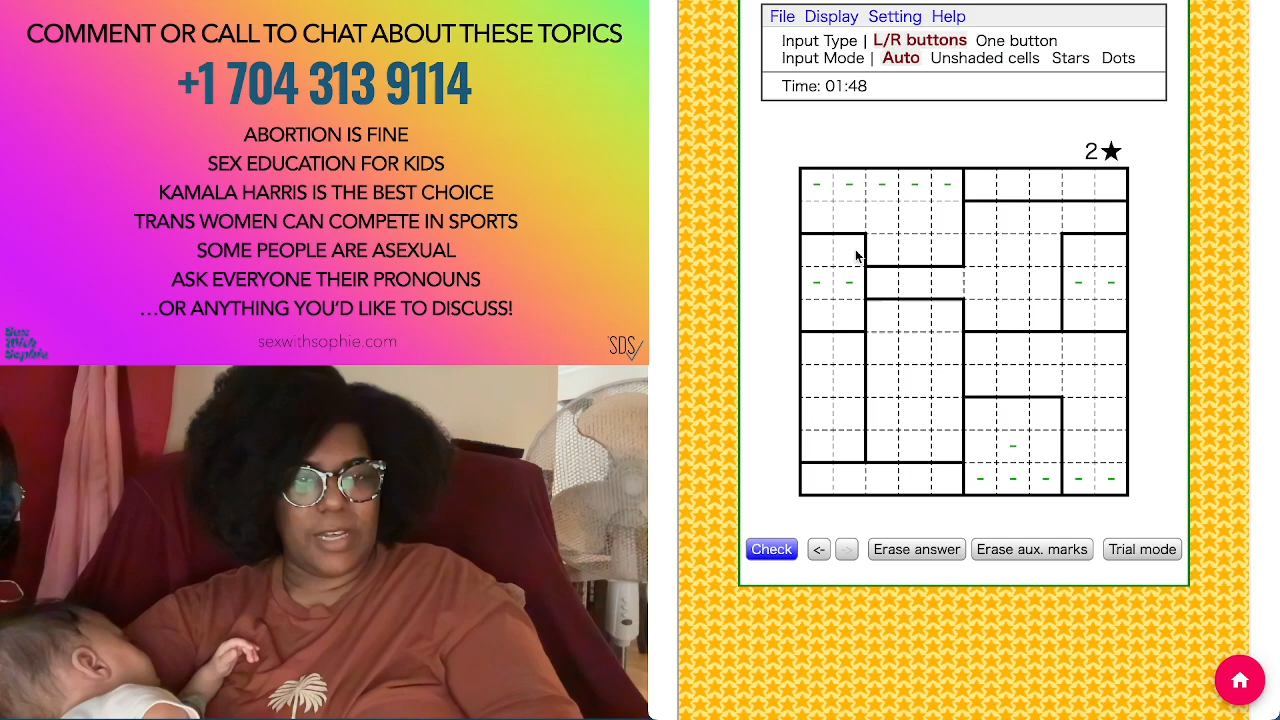 COMMENT OR CALL TO CHAT ABOUT THESE TOPICS
+1 704 313 9114
ABORTION IS FINE
SEX EDUCATION FOR KIDS
KAMALA HARRIS IS THE BEST CHOICE
TRANS WOMEN CAN COMPETE IN SPORTS
SOME PEOPLE ARE ASEXUAL
ASK EVERYONE THEIR PRONOUNS
...OR ANYTHING YOU'D LIKE TO DISCUSS!
sexwithsophie.com
Sex
With
Sophie
SDS
File Display Setting Help
Input Type | L/R buttons One button
Input Mode | Auto Unshaded cells Stars Dots
Time: 01:48
2★
Check <- -> Erase answer Erase aux. marks Trial mode